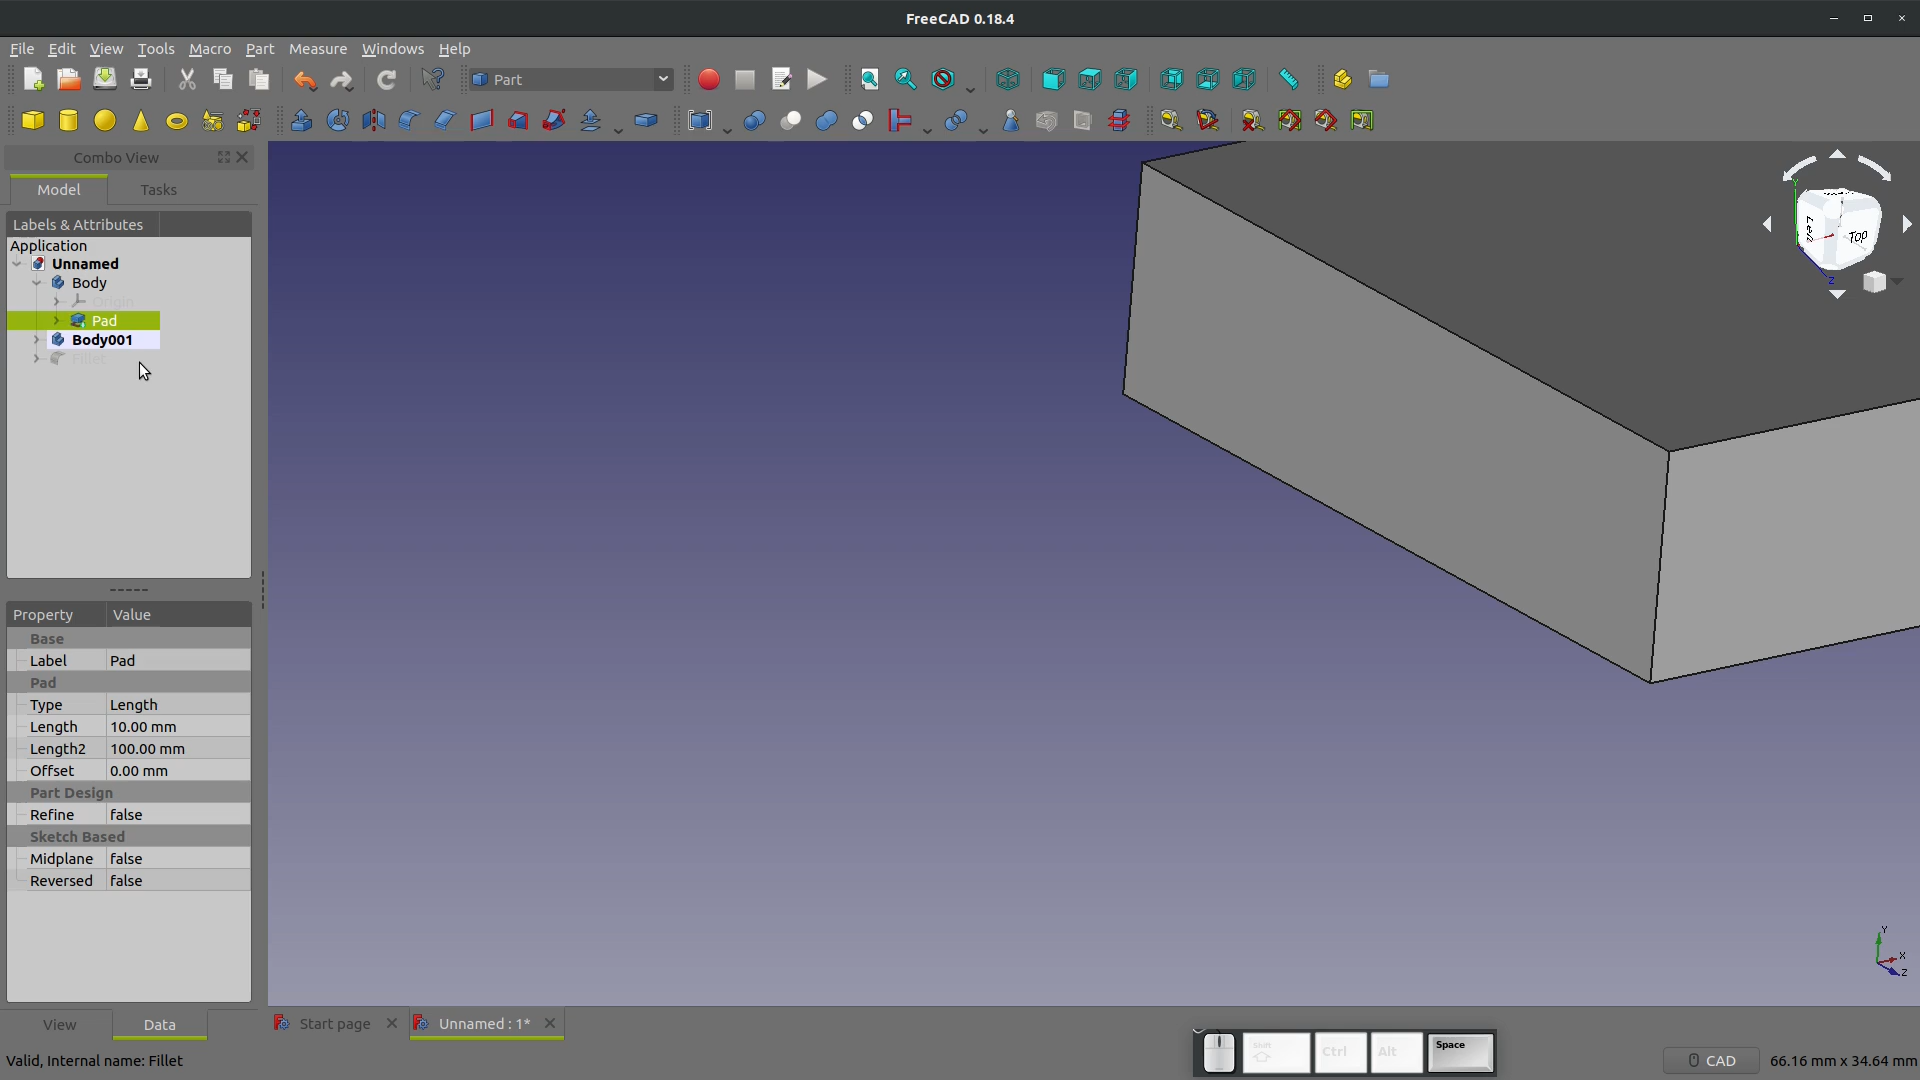 FreeCAD 0.18.4
File Edit View Tools Macro Part Measure Windows Help
Part
Combo View
Model Tasks
Labels & Attributes
Application
Unnamed
Body
Origin
Pad
Body001
Fillet
Top
Property Value
Base
Label Pad
Pad
Type Length
Length 10.00 mm
Length2 100.00 mm
Offset 0.00 mm
Part Design
Refine false
Sketch Based
Midplane false
Reversed false
View Data
Start page
Unnamed : 1*
Y
X
Z
Y
Z
Shift
Ctrl
Alt
Space
Valid, Internal name: Fillet
CAD
66.16 mm x 34.64 mm